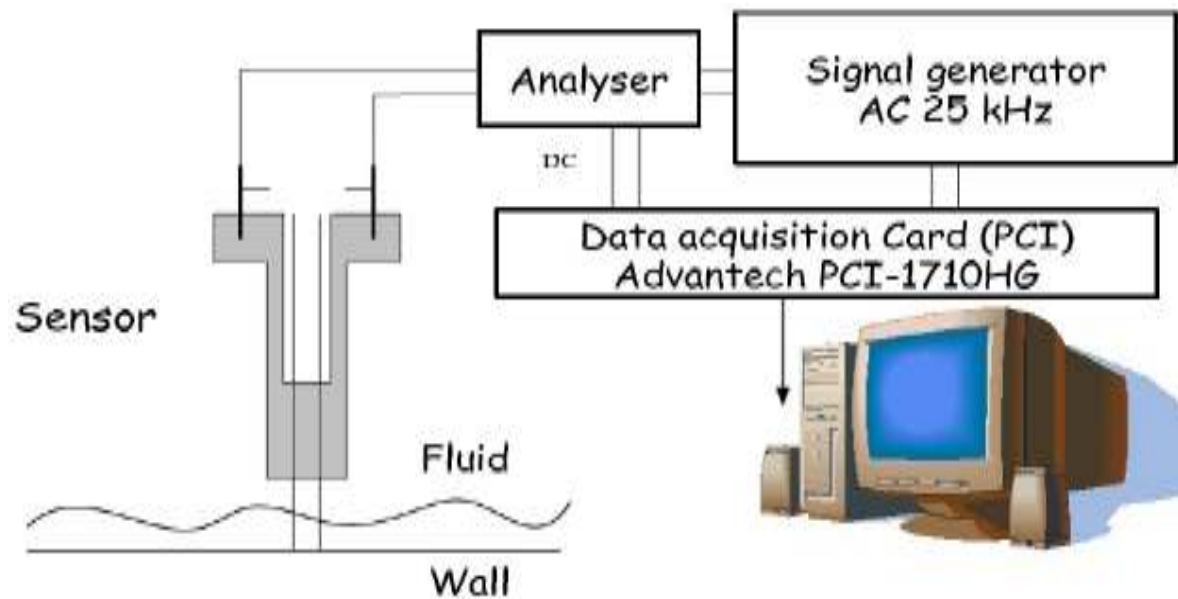 Analyser
Signal generator
AC 25 kHz
DC
Data acquisition Card (PCI)
Advantech PCI-1710HG
Sensor
Fluid
Wall